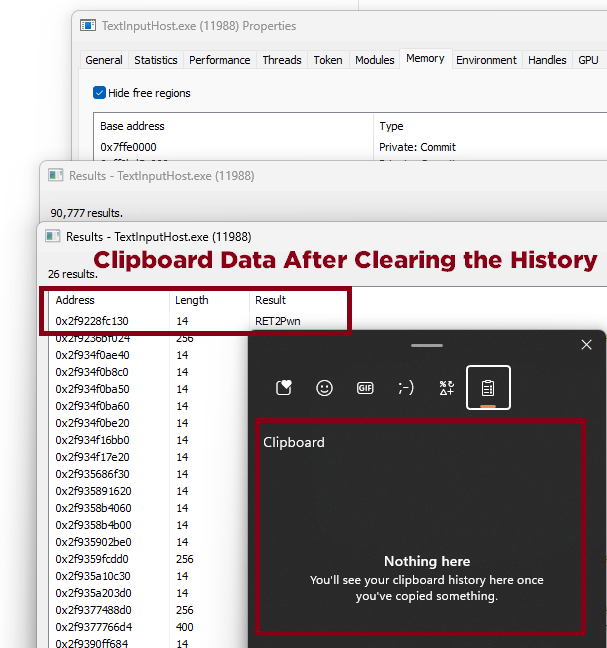 TextInputHost.exe (11988) Properties
General Statistics Performance Threads Token Modules Memory Environment Handles GPU
Hide free regions
Base address Type
0x7ffe0000 Private: Commit
Results - TextInputHost.exe (11988)
90,777 results.
Results - TextInputHost.exe (11988)
Clipboard Data After Clearing the History
26 results.
Address Length Result
0x2f9228fc130 14 RET2Pwn
0x2f9236bf024 256
0x2f934f0ae40 14
0x2f934f0b8c0 14
0x2f934f0ba50 14
0x2f934f0ba60 14
0x2f934f0be20 14
0x2f934f16bb0 14
0x2f934f17e20 14
0x2f935686f30 14
0x2f935891620 14
0x2f9358b4060 14
0x2f9358b4b00 14
0x2f935902be0 14
0x2f9359fcdd0 256
0x2f935a10c30 14
0x2f935a203d0 14
0x2f9377488d0 256
0x2f9377766d4 400
0x2f9390ff684 14
GIF
;-)
Clipboard
Nothing here
You'll see your clipboard history here once
you've copied something.